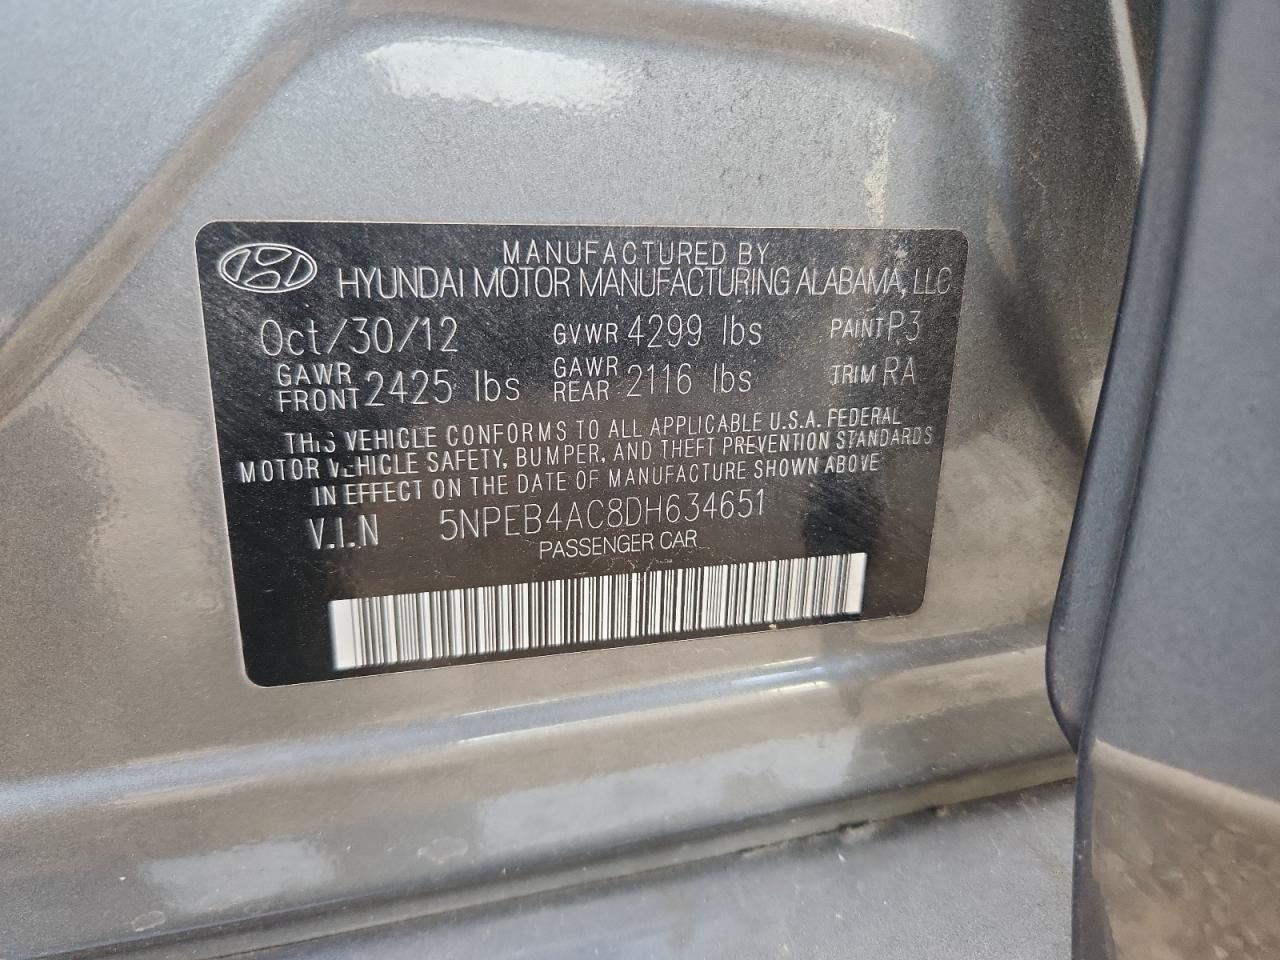 MANUFACTURED BY
HYUNDAI MOTOR MANUFACTURING ALABAMA, LLC
Oct/30/12 GVWR 4299 lbs PAINT P3
GAWR FRONT 2425 lbs GAWR REAR 2116 lbs TRIM RA
THIS VEHICLE CONFORMS TO ALL APPLICABLE U.S.A. FEDERAL
MOTOR VEHICLE SAFETY, BUMPER, AND THEFT PREVENTION STANDARDS
IN EFFECT ON THE DATE OF MANUFACTURE SHOWN ABOVE
V.I.N 5NPEB4AC8DH634651
PASSENGER CAR